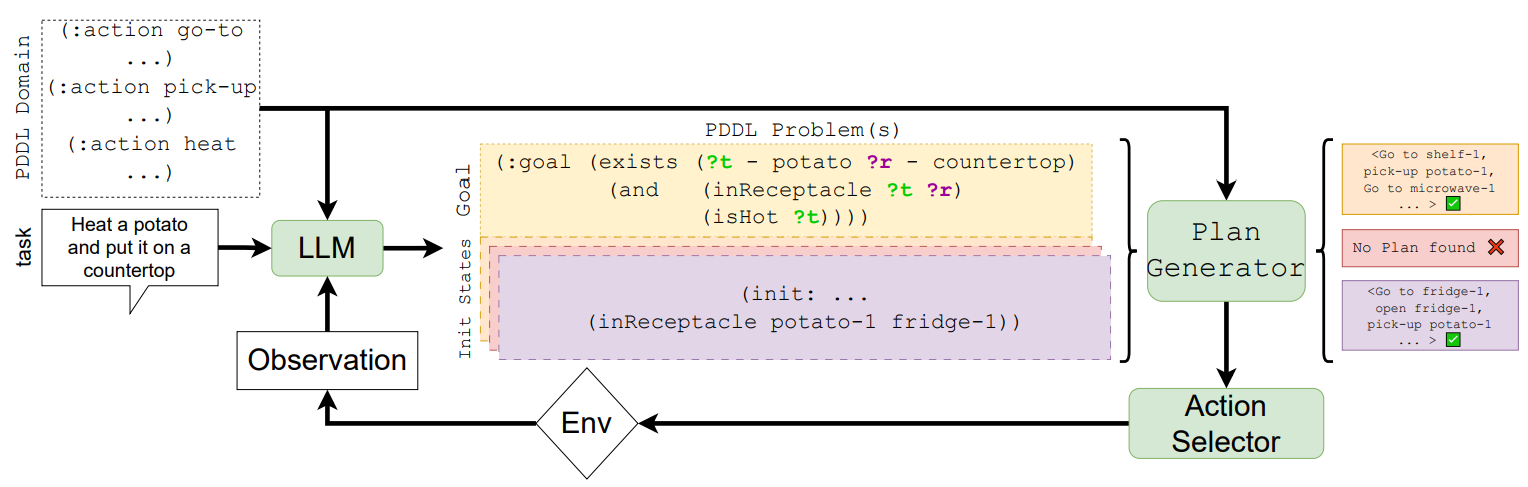 PDDL Domain
(:action go-to
...)
(:action pick-up
...)
(:action heat
...)
task
Heat a potato
and put it on a
countertop
LLM
Observation
PDDL Problem(s)
Goal
(:goal (exists (?t - potato ?r - countertop)
(and (inReceptacle ?t ?r)
(isHot ?t))))
Init States
(init: ...
(inReceptacle potato-1 fridge-1))
Env
Plan
Generator
Action
Selector
<Go to shelf-1,
pick-up potato-1,
Go to microwave-1
... > ✅
No Plan found ❌
<Go to fridge-1,
open fridge-1,
pick-up potato-1
... > ✅